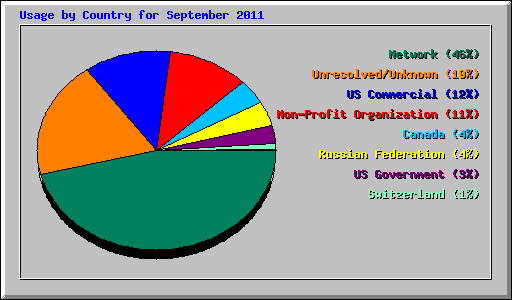 Usage by Country for September 2011
Network (46%)
Unresolved/Unknown (19%)
US Commercial (12%)
Non-Profit Organization (11%)
Canada (4%)
Russian Federation (4%)
US Government (3%)
Switzerland (1%)